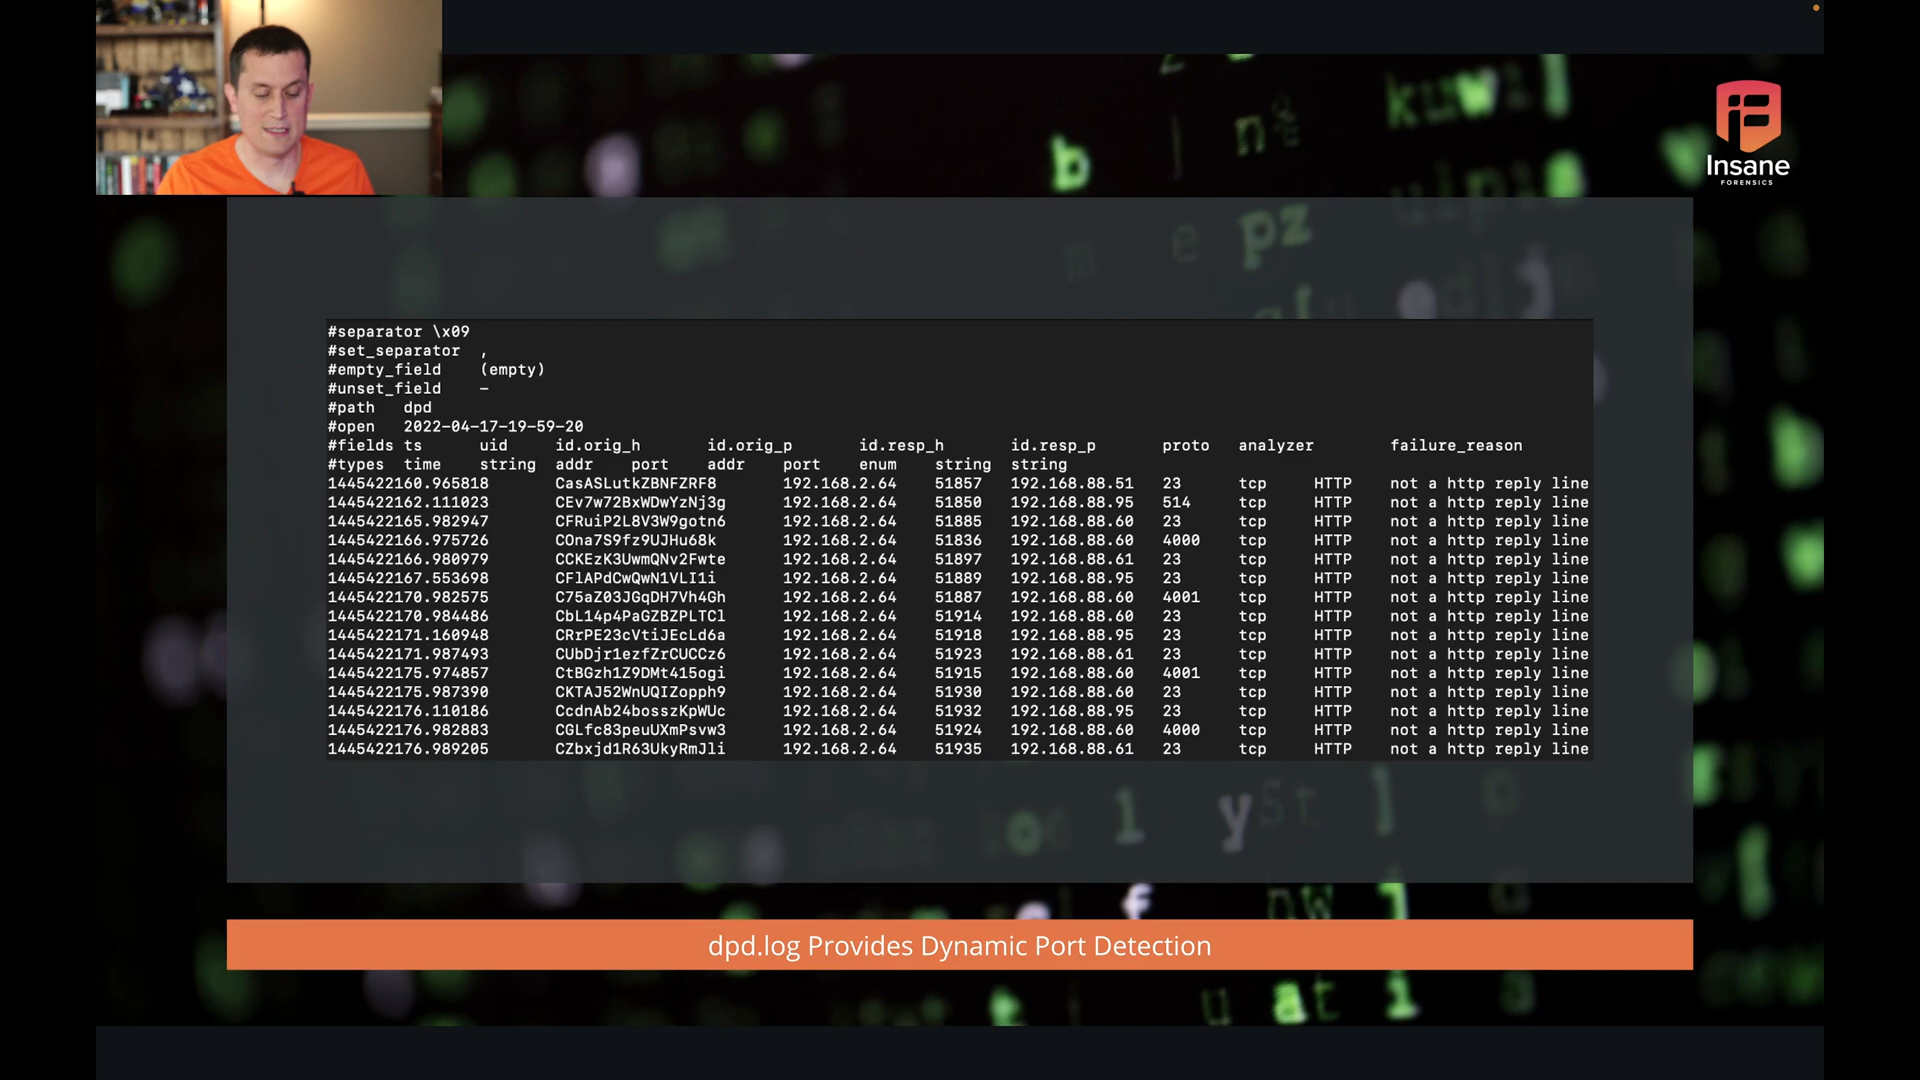 Insane
FORENSICS
#separator \x09
#set_separator ,
#empty_field (empty)
#unset_field -
#path dpd
#open 2022-04-17-19-59-20
#fields ts uid id.orig_h id.orig_p id.resp_h id.resp_p proto analyzer failure_reason
#types time string addr port addr port enum string string
1445422160.965818 CasASLutkZBNFZRF8 192.168.2.64 51857 192.168.88.51 23 tcp HTTP not a http reply line
1445422162.111023 CEv7w72BxWDwYzNj3g 192.168.2.64 51850 192.168.88.95 514 tcp HTTP not a http reply line
1445422165.982947 CFRuiP2L8V3W9gotn6 192.168.2.64 51885 192.168.88.60 23 tcp HTTP not a http reply line
1445422166.975726 COna7S9fz9UJHu68k 192.168.2.64 51836 192.168.88.60 4000 tcp HTTP not a http reply line
1445422166.980979 CCKEzK3UwmQNv2Fwte 192.168.2.64 51897 192.168.88.61 23 tcp HTTP not a http reply line
1445422167.553698 CFlAPdCwQwN1VLI1i 192.168.2.64 51889 192.168.88.95 23 tcp HTTP not a http reply line
1445422170.982575 C75aZ03JGqDH7Vh4Gh 192.168.2.64 51887 192.168.88.60 4001 tcp HTTP not a http reply line
1445422170.984486 CbL14p4PaGZBZPLTCl 192.168.2.64 51914 192.168.88.60 23 tcp HTTP not a http reply line
1445422171.160948 CRrPE23cVtiJEcLd6a 192.168.2.64 51918 192.168.88.95 23 tcp HTTP not a http reply line
1445422171.987493 CUbDjr1ezfZrCUCCz6 192.168.2.64 51923 192.168.88.61 23 tcp HTTP not a http reply line
1445422175.974857 CtBGzh1Z9DMt415ogi 192.168.2.64 51915 192.168.88.60 4001 tcp HTTP not a http reply line
1445422175.987390 CKTAJ52WnUQIZopph9 192.168.2.64 51930 192.168.88.60 23 tcp HTTP not a http reply line
1445422176.110186 CcdnAb24bosszKpWUc 192.168.2.64 51932 192.168.88.95 23 tcp HTTP not a http reply line
1445422176.982883 CGLfc83peuUXmPsvw3 192.168.2.64 51924 192.168.88.60 4000 tcp HTTP not a http reply line
1445422176.989205 CZbxjd1R63UkyRmJli 192.168.2.64 51935 192.168.88.61 23 tcp HTTP not a http reply line
dpd.log Provides Dynamic Port Detection